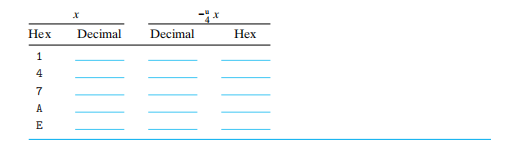 x -ᵘ₄ x
Hex Decimal Decimal Hex
1
4
7
A
E